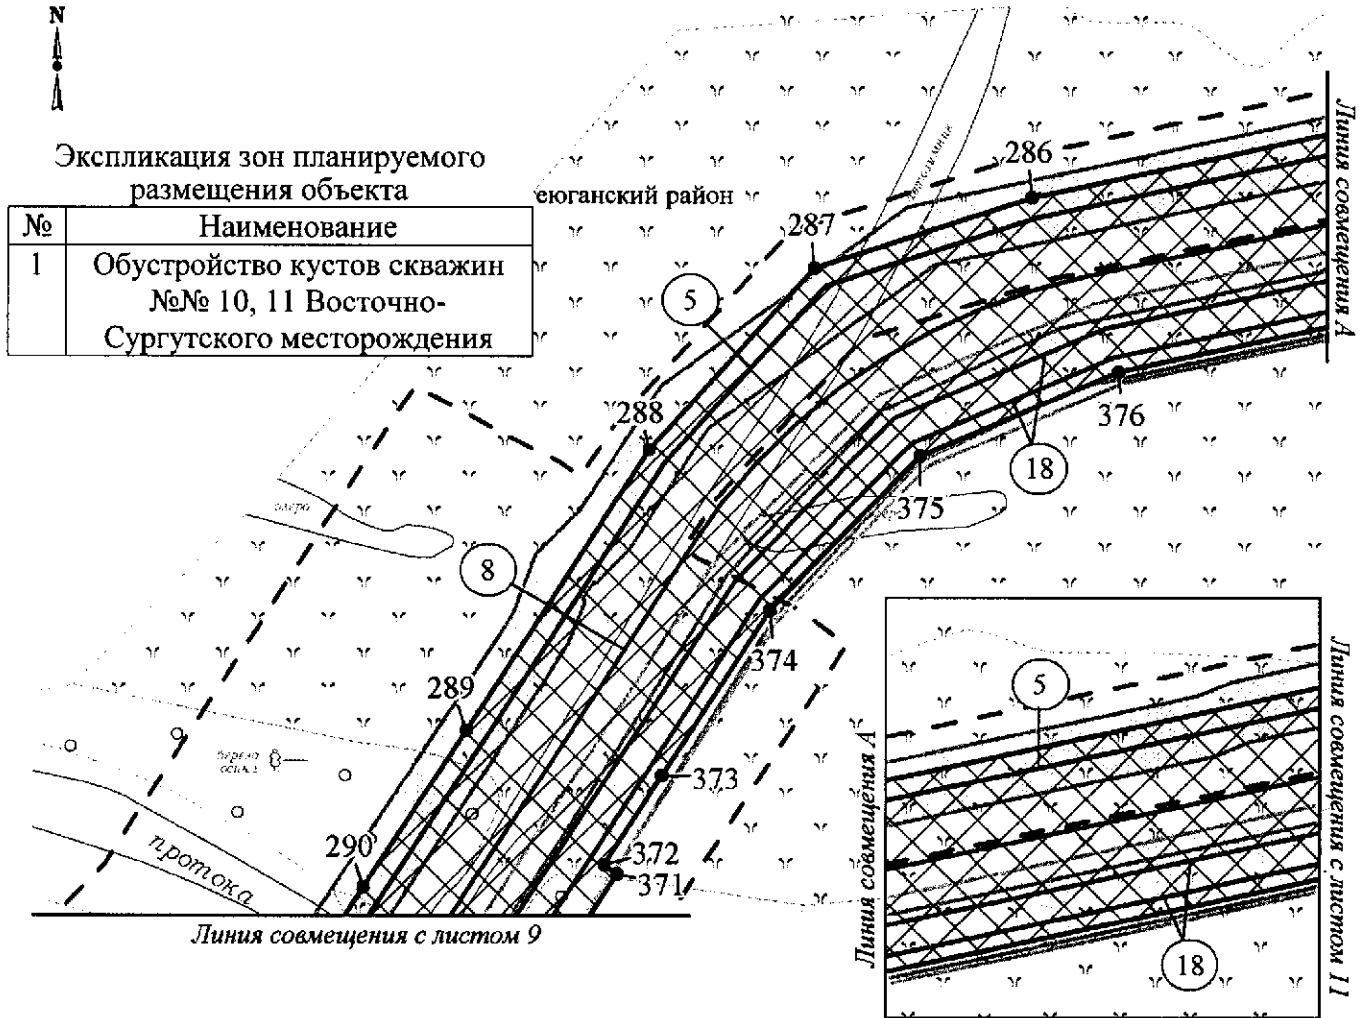 N
Экспликация зон планируемого
размещения объекта
№ Наименование
1 Обустройство кустов скважин
№№ 10, 11 Восточно-
Сургутского месторождения
еюганский район
286
287
5
288
376
18
375
озеро
8
374
289
береза
осина
373
протока
290
372
371
Линия совмещения с листом 9
Линия совмещения А
5
18
Линия совмещения А
Линия совмещения с листом 11